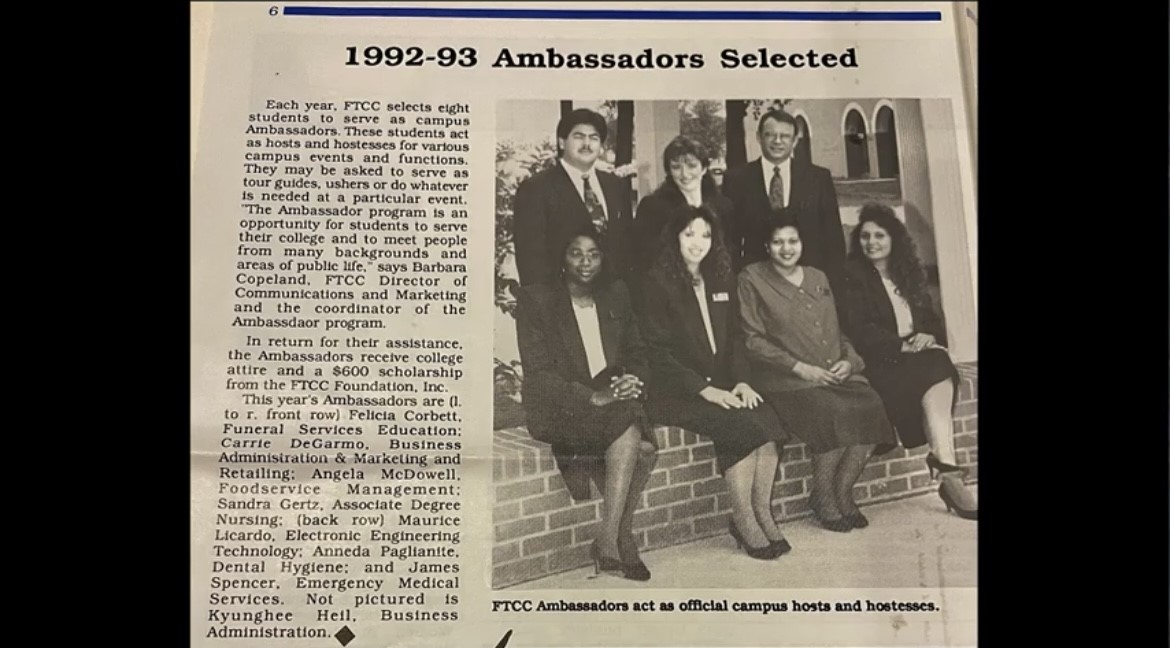 6
1992-93 Ambassadors Selected
Each year, FTCC selects eight
students to serve as campus
Ambassadors. These students act
as hosts and hostesses for various
campus events and functions.
They may be asked to serve as
tour guides, ushers or do whatever
is needed at a particular event.
"The Ambassador program is an
opportunity for students to serve
their college and to meet people
from many backgrounds and
areas of public life," says Barbara
Copeland, FTCC Director of
Communications and Marketing
and the coordinator of the
Ambassdaor program.
In return for their assistance,
the Ambassadors receive college
attire and a $600 scholarship
from the FTCC Foundation, Inc.
This year's Ambassadors are (l.
to r. front row) Felicia Corbett,
Funeral Services Education;
Carrie DeGarmo, Business
Administration & Marketing and
Retailing; Angela McDowell,
Foodservice Management;
Sandra Gertz, Associate Degree
Nursing; (back row) Maurice
Licardo, Electronic Engineering
Technology; Anneda Paglianite,
Dental Hygiene; and James
Spencer, Emergency Medical
Services. Not pictured is
Kyunghee Heil, Business
Administration.
FTCC Ambassadors act as official campus hosts and hostesses.